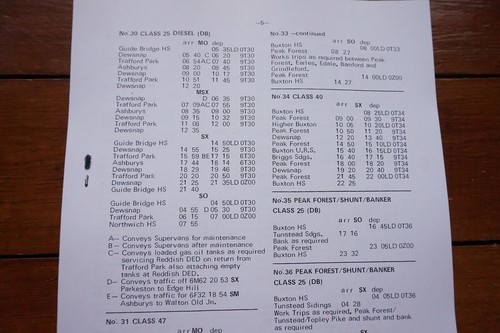 —5—
No.30 CLASS 25 DIESEL (DB)
arr MO dep
Guide Bridge HS 05 35LD 0T30
Dewsnap 05 40 C 06 20 9T30
Trafford Park 06 54AC 07 40 9T30
Ashburys 08 20 08 45 9T30
Dewsnap 09 00 10 17 9T30
Trafford Park 10 51 11 45 9T30
Dewsnap 12 20
MSX
Dewsnap D 06 35 9T30
Trafford Park 07 09AC 07 55 9T30
Ashburys 08 35 09 00 9T30
Dewsnap 09 15 10 32 9T30
Trafford Park 11 06 12 00 9T30
Dewsnap 12 35
SX
Guide Bridge HS 14 50LD 0T30
Dewsnap 14 55 15 25 9T30
Trafford Park 15 59 BE 17 15 6T30
Ashburys 17 44 18 14 6T30
Dewsnap 18 29 19 46 9T30
Trafford Park 20 20 20 50 9T30
Dewsnap 21 25 21 35LD 0Z00
Guide Bridge HS 21 40
SO
Guide Bridge HS 04 50LD 0T30
Dewsnap 04 55 D 05 30 9T30
Trafford Park 06 15 07 00LD 0Z00
Northwich HS 07 55
A— Conveys Supervans for maintenance
B— Conveys Supervans after maintenance
C— Conveys loaded gas oil tanks as required
servicing Reddish DED on return from
Trafford Park also attaching empty
tanks at Reddish DED.
D— Conveys traffic off 6M62 20 53 SX
Parkeston to Edge Hill
E— Conveys traffic for 6F32 18 54 SM
Ashburys to Walton Old Jn.
No. 31 CLASS 47
arr MO dep
No.33 —continued
arr SO dep
Buxton HS 08 00LD 0T33
Peak Forest 08 27
Works trips as required between Peak
Forest, Earles, Edale, Bamford and
Grindleford.
Peak Forest 14 00LD 0Z00
Buxton HS 14 27
No.34 CLASS 40
arr SX dep
Buxton HS 08 25LD 0T34
Peak Forest 09 00 09 30 9T34
Higher Buxton 10 05 10 20LD 0T34
Peak Forest 10 50 11 20 9T34
Dewsnap 12 20 13 40 9T34
Peak Forest 14 50 15 10LD 0T34
Buxton U.R.S. 15 40 16 15LD 0T34
Briggs Sdgs. 16 40 17 15 9T34
Peak Forest 18 00 18 20 9T34
Dewsnap 19 20 20 40 9T34
Peak Forest 21 45 22 00LD 0T34
Buxton HS 22 25
No.35 PEAK FOREST/SHUNT/BANKER
CLASS 25 (DB)
arr SO dep
Buxton HS 16 45LD 0T36
Tunstead Sdgs. 17 16
Bank as required
Peak Forest 23 05LD 0Z00
Buxton HS 23 32
No.36 PEAK FOREST/SHUNT/BANKER
CLASS 25 (DB)
arr SX dep
Buxton HS 04 05LD 0T36
Tunstead Sidings 04 28
Work Trips as required, Peak Forest/
Tunstead/Topley Pike and shunt and bank
as required
SX